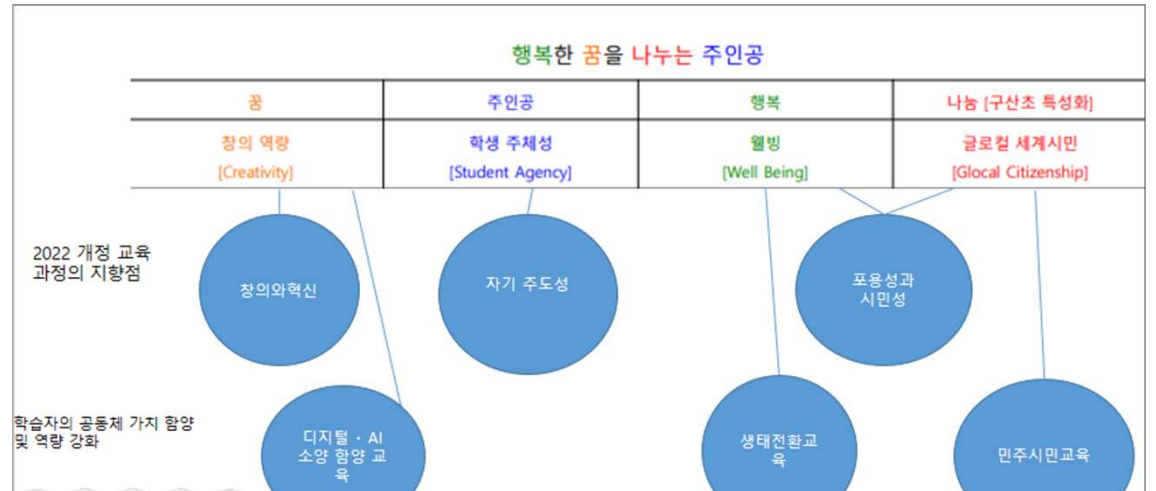 행복한 꿈을 나누는 주인공
꿈 주인공 행복 나눔 [구산초 특성화]
창의 역량 학생 주체성 웰빙 글로컬 세계시민
[Creativity] [Student Agency] [Well Being] [Glocal Citizenship]
2022 개정 교육
과정의 지향점
창의와혁신
자기 주도성
포용성과
시민성
학습자의 공동체 가치 함양
및 역량 강화
디지털 · AI
소양 함양 교
육
생태전환교
육
민주시민교육